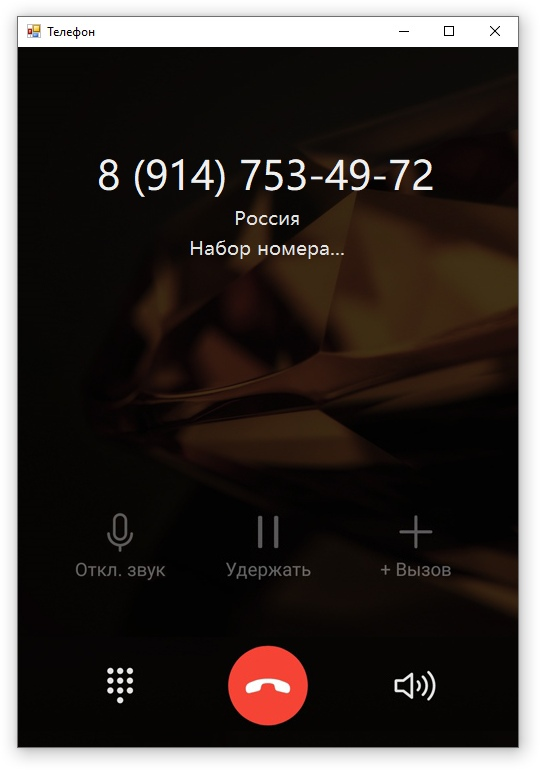 Телефон
8 (914) 753-49-72
Россия
Набор номера...
Откл. звук
Удержать
+ Вызов